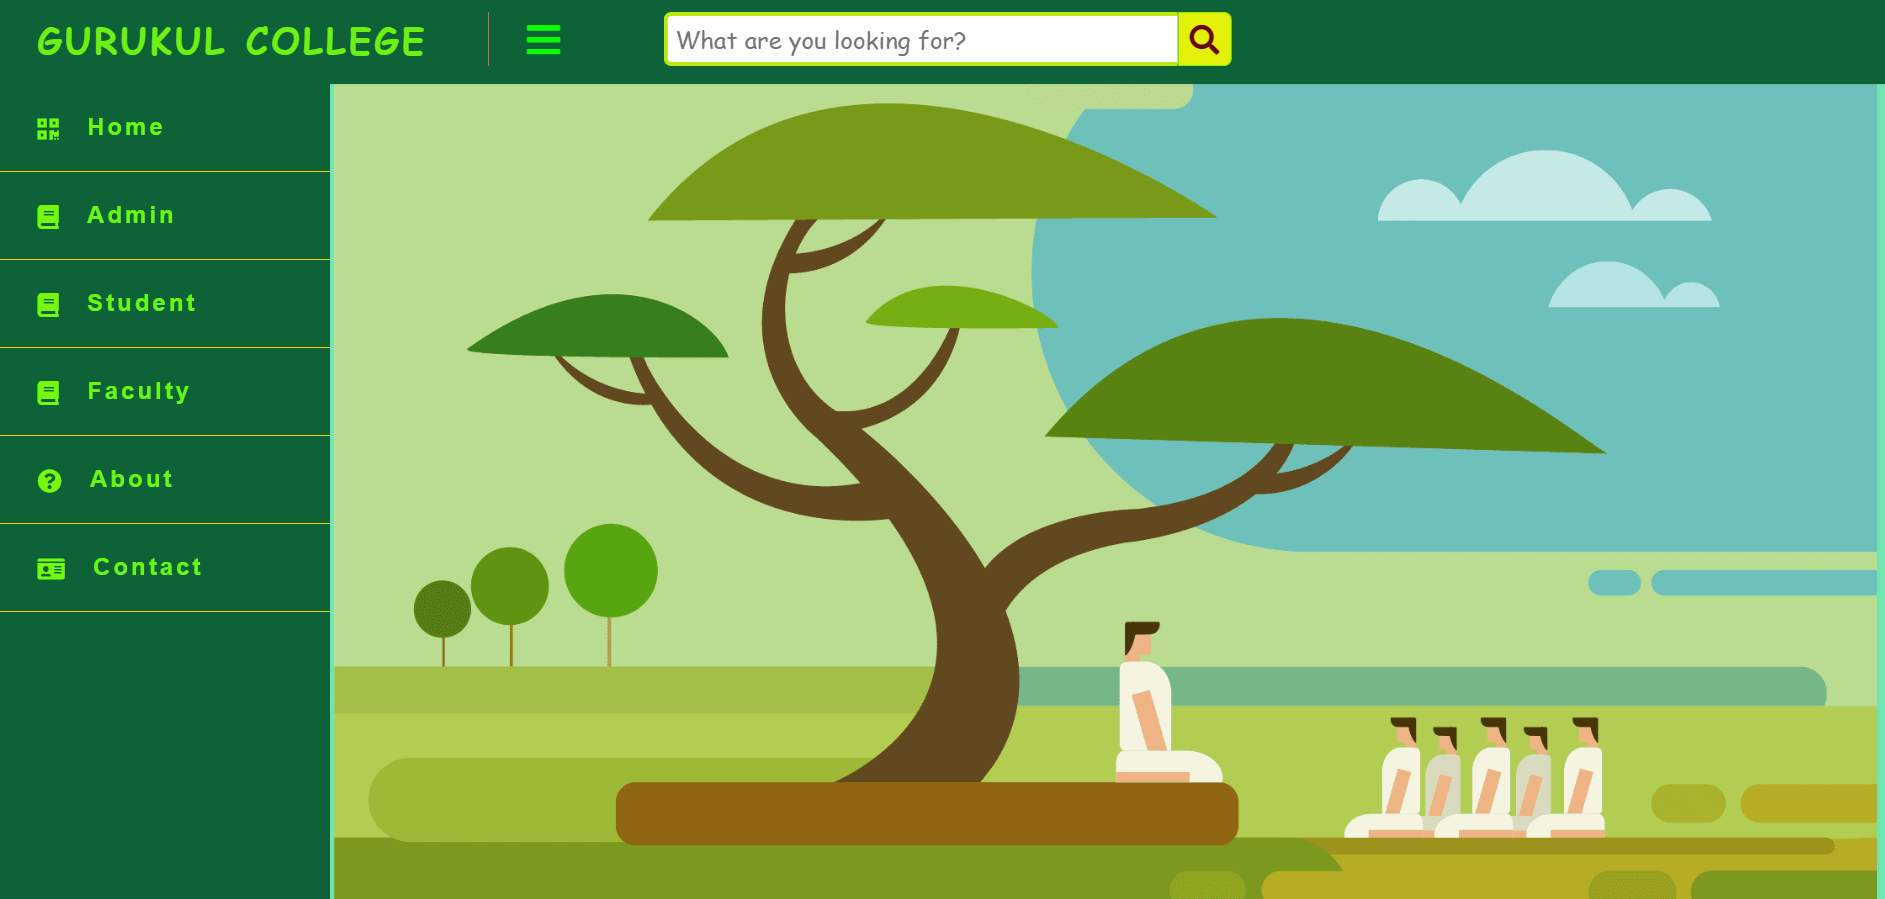 GURUKUL COLLEGE
What are you looking for?
Home
Admin
Student
Faculty
About
Contact